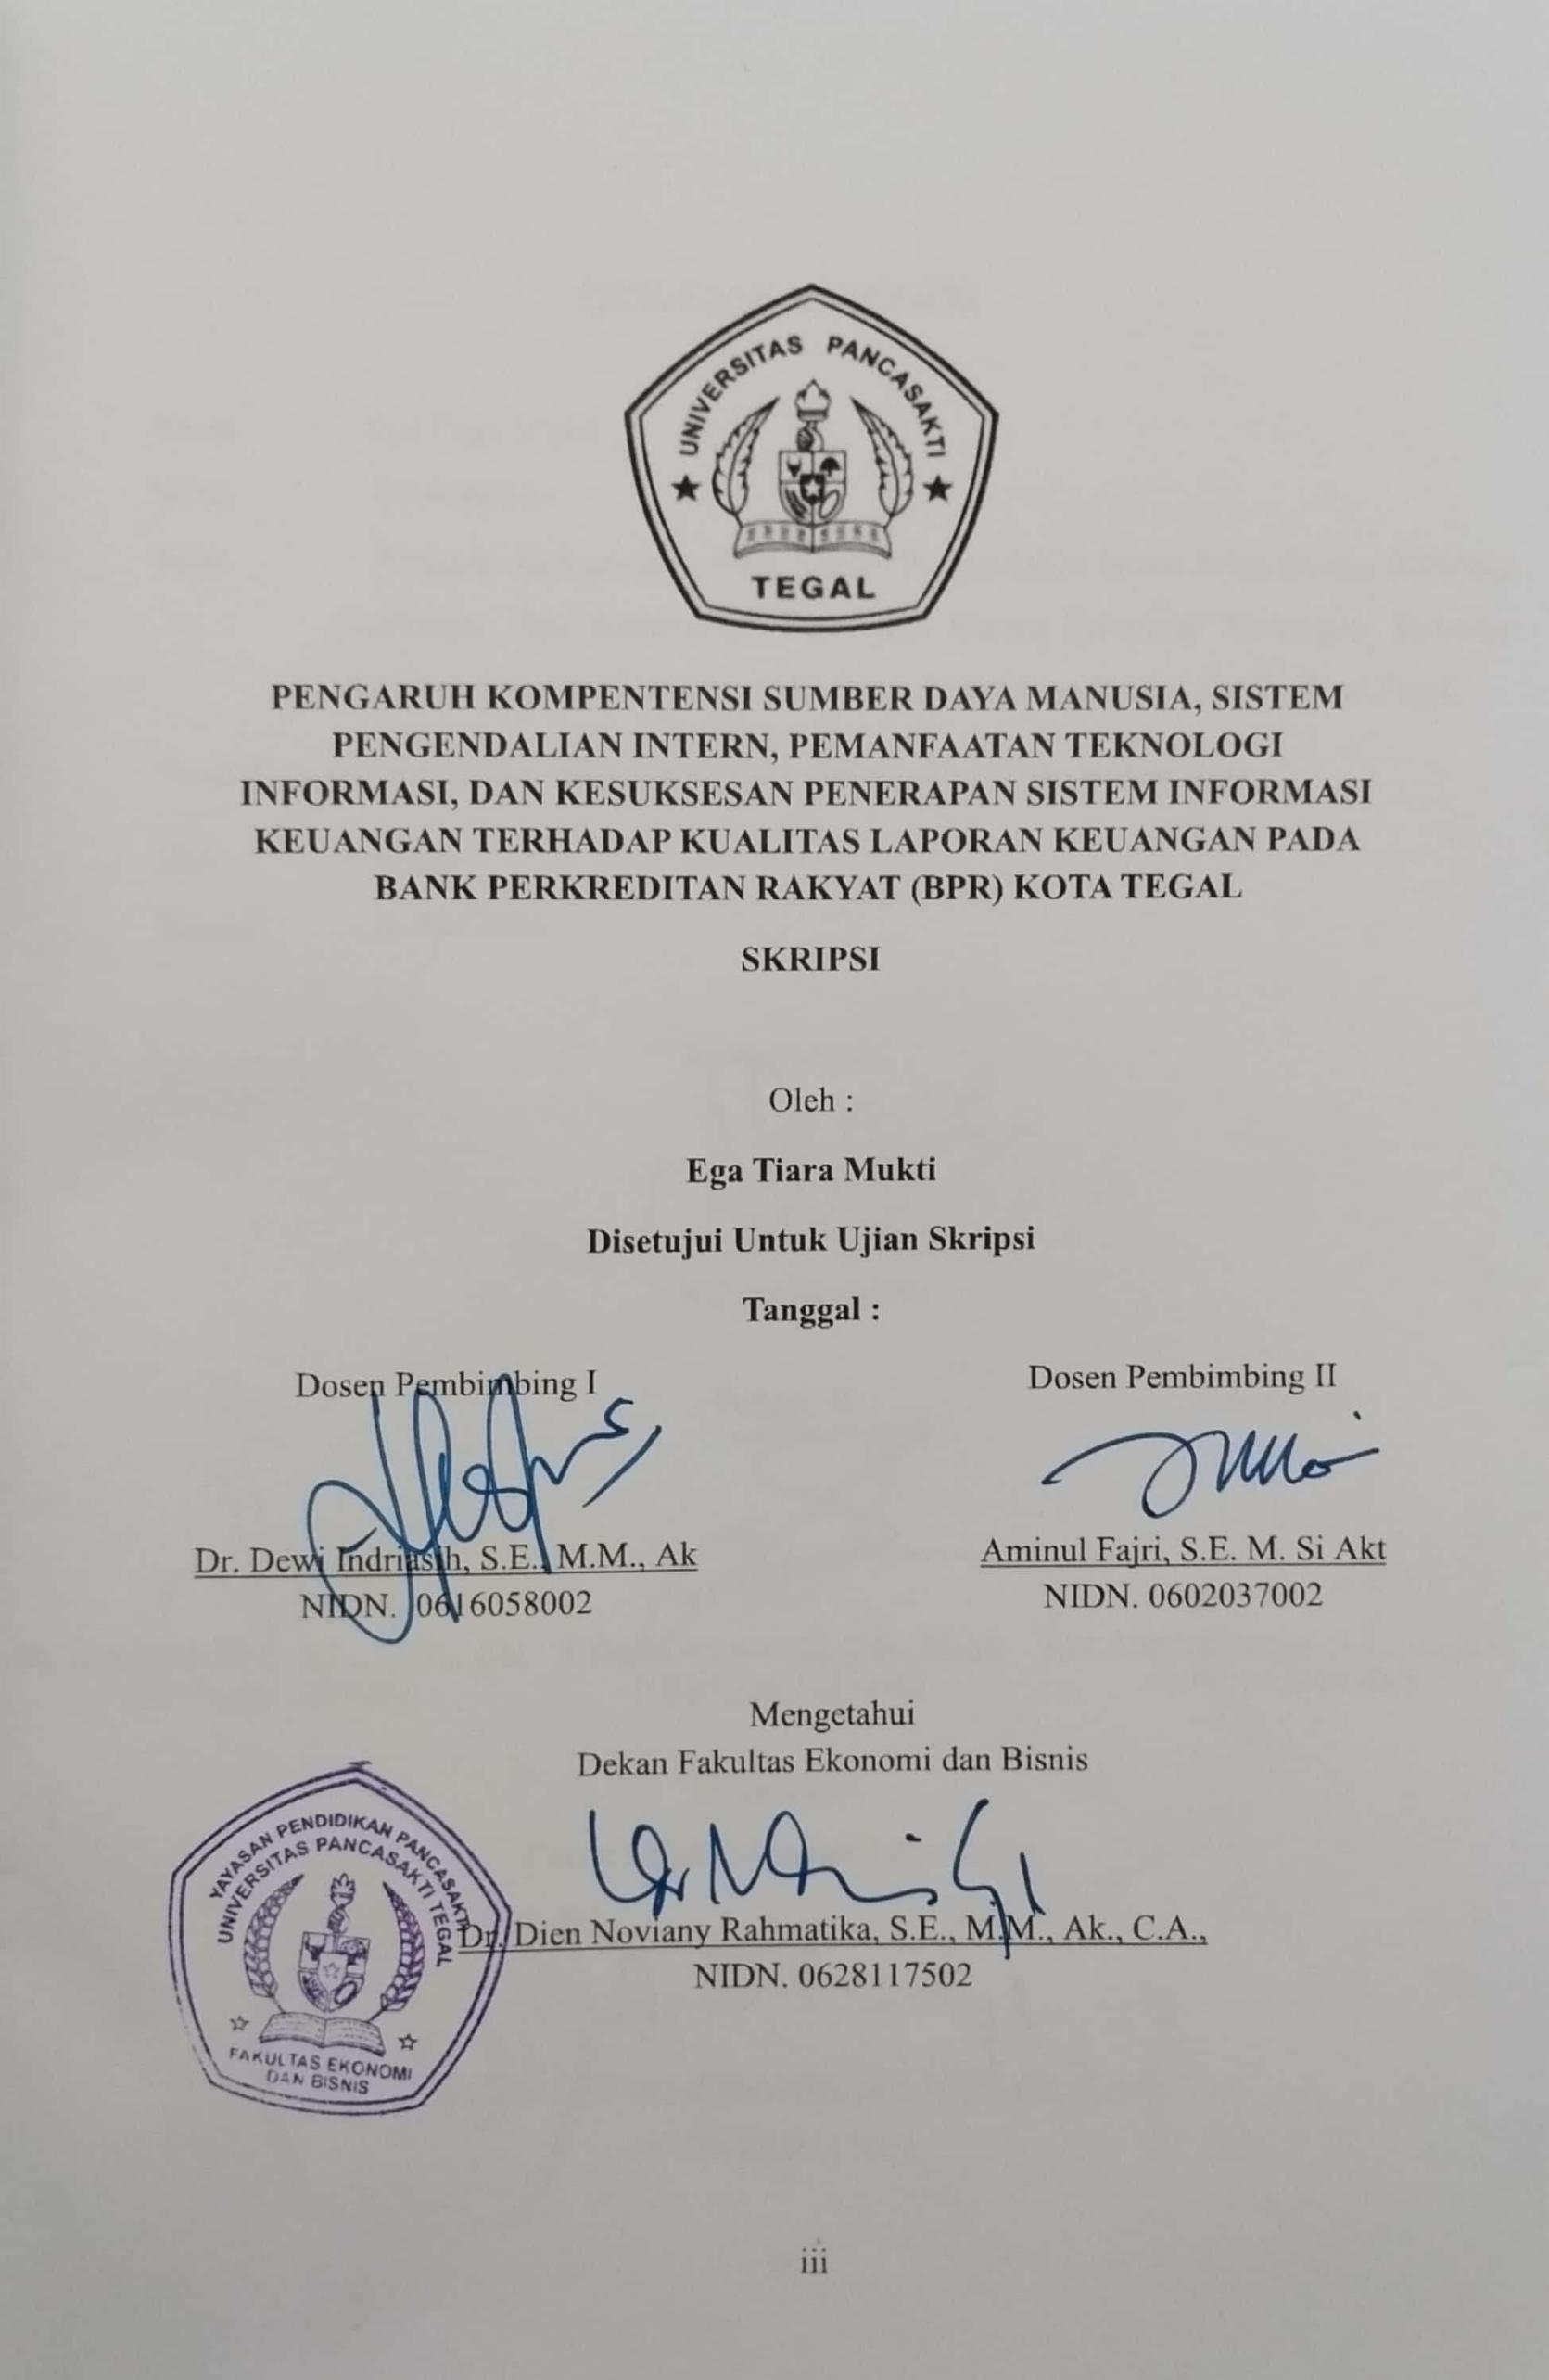 UNIVERSITAS PANCASAKTI
TEGAL
PENGARUH KOMPENTENSI SUMBER DAYA MANUSIA, SISTEM
PENGENDALIAN INTERN, PEMANFAATAN TEKNOLOGI
INFORMASI, DAN KESUKSESAN PENERAPAN SISTEM INFORMASI
KEUANGAN TERHADAP KUALITAS LAPORAN KEUANGAN PADA
BANK PERKREDITAN RAKYAT (BPR) KOTA TEGAL
SKRIPSI
Oleh :
Ega Tiara Mukti
Disetujui Untuk Ujian Skripsi
Tanggal :
Dosen Pembimbing I
Dosen Pembimbing II
Dr. Dewi Indriasih, S.E., M.M., Ak
Aminul Fajri, S.E. M. Si Akt
NIDN. 0616058002
NIDN. 0602037002
Mengetahui
Dekan Fakultas Ekonomi dan Bisnis
YAYASAN PENDIDIKAN PANCASAKTI
UNIVERSITAS PANCASAKTI TEGAL
Dr. Dien Noviany Rahmatika, S.E., M.M., Ak., C.A.,
NIDN. 0628117502
FAKULTAS EKONOMI
DAN BISNIS
iii